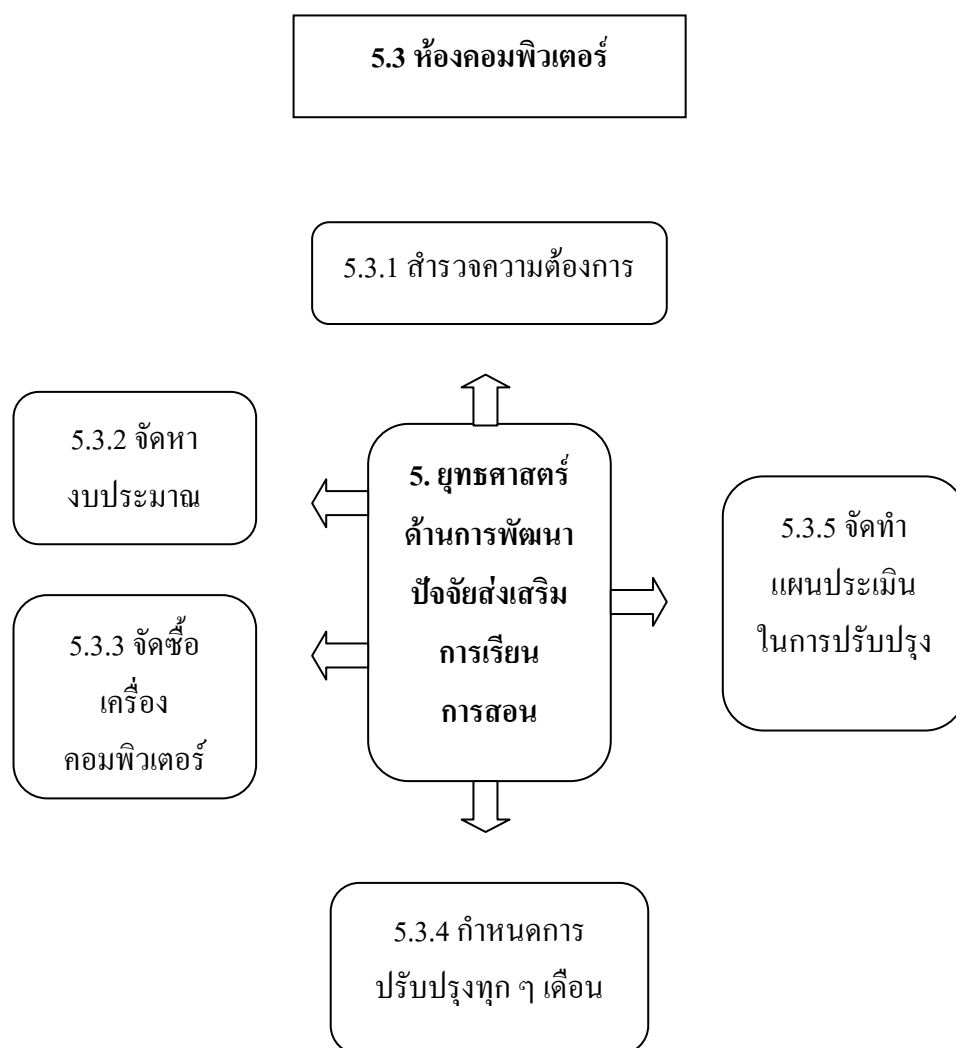 5.3 ห้องคอมพิวเตอร์
5.3.1 สำรวจความต้องการ
5.3.2 จัดหา
งบประมาณ
5.3.3 จัดซื้อ
เครื่อง
คอมพิวเตอร์
5. ยุทธศาสตร์
ด้านการพัฒนา
ปัจจัยส่งเสริม
การเรียน
การสอน
5.3.5 จัดทำ
แผนประเมิน
ในการปรับปรุง
5.3.4 กำหนดการ
ปรับปรุงทุก ๆ เดือน